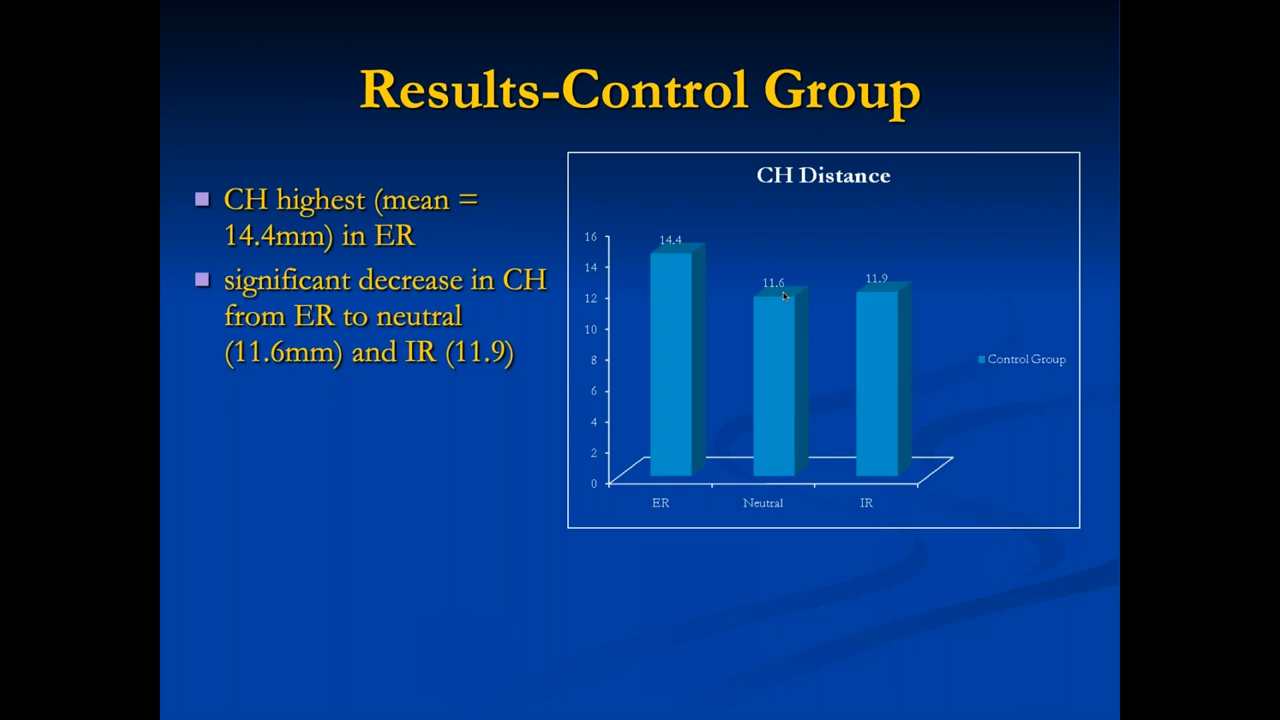 Results-Control Group
CH highest (mean =
14.4mm) in ER
significant decrease in CH
from ER to neutral
(11.6mm) and IR (11.9)
CH Distance
16
14
12
10
8
6
4
2
0
14.4
11.6
11.9
ER
Neutral
IR
Control Group